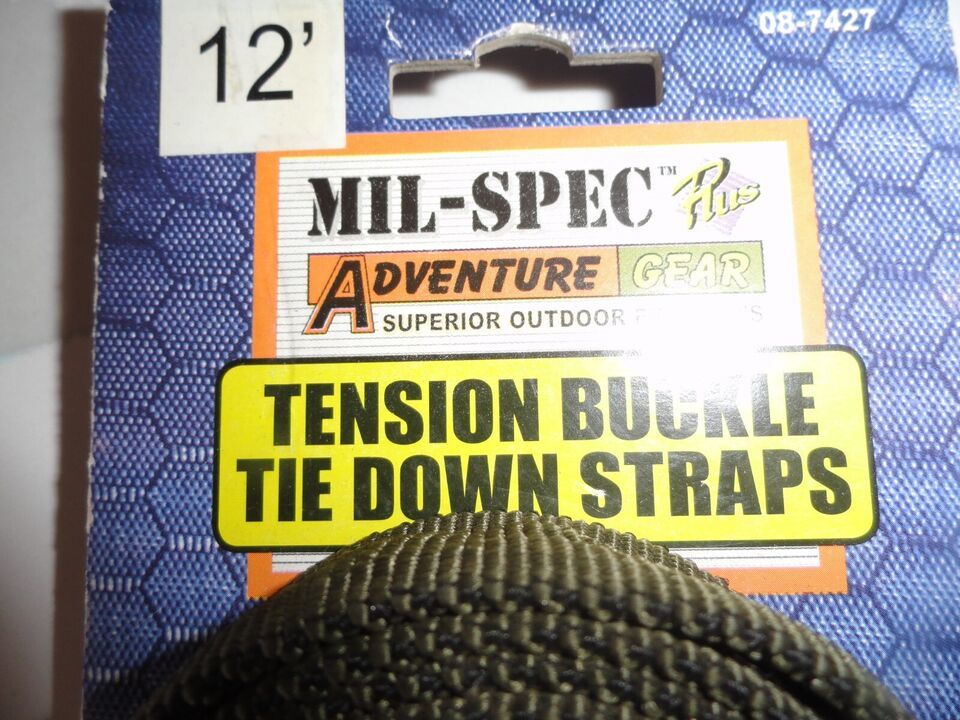 12'
08-7427
MIL-SPEC™ Plus
ADVENTURE GEAR
SUPERIOR OUTDOOR
TENSION BUCKLE
TIE DOWN STRAPS